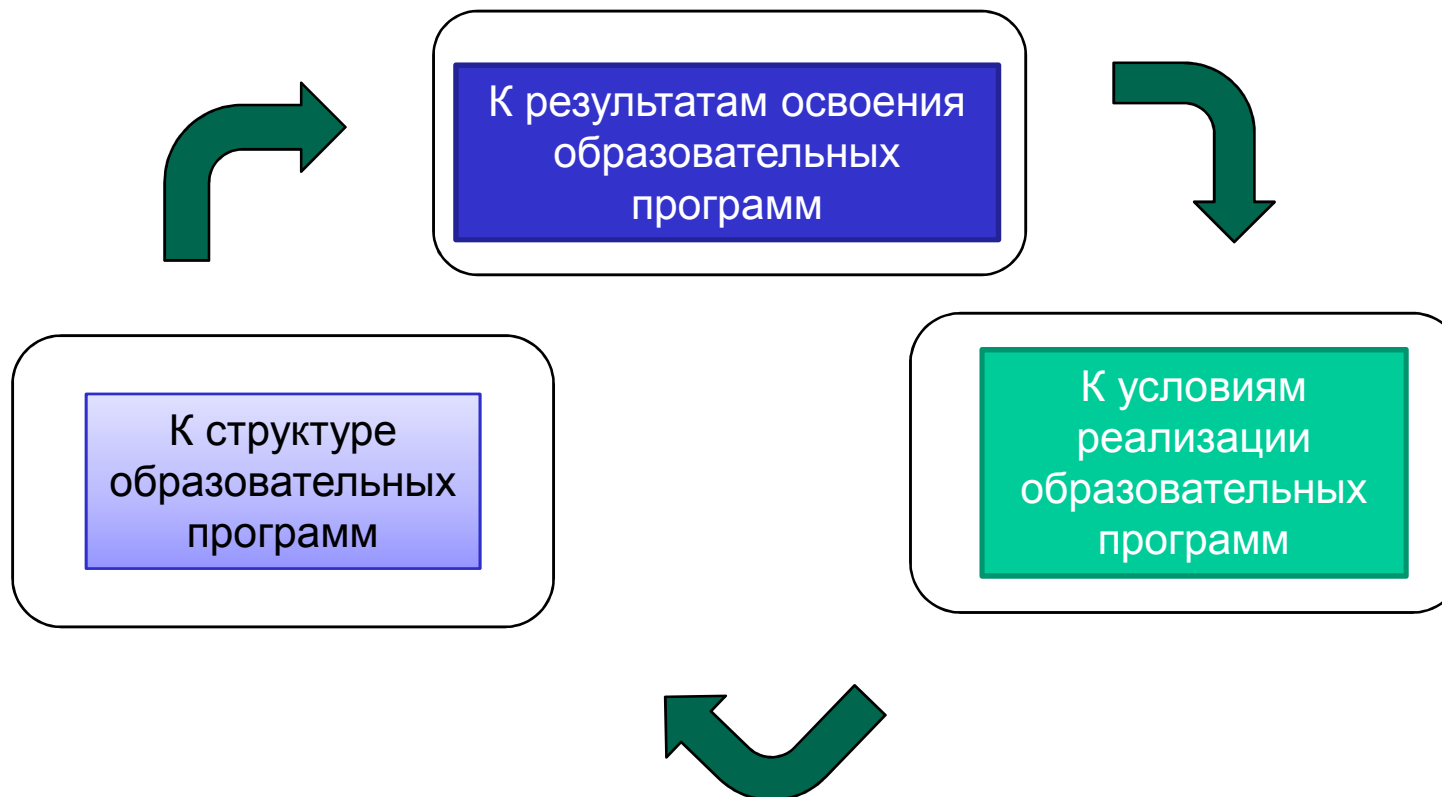 К результатам освоения
образовательных
программ
К структуре
образовательных
программ
К условиям
реализации
образовательных
программ